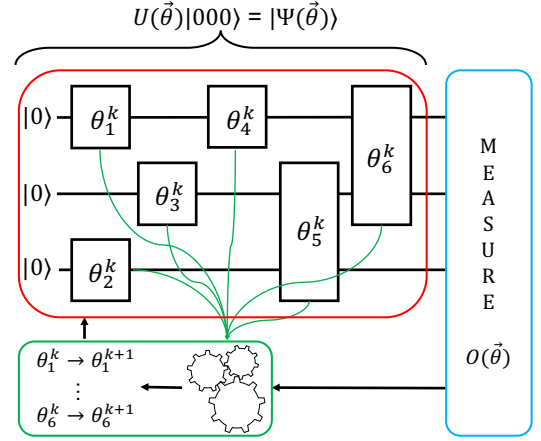 U(θ⃗)|000⟩ = |Ψ(θ⃗)⟩
|0⟩ θ₁ᵏ θ₄ᵏ
θ₆ᵏ
|0⟩ θ₃ᵏ
θ₅ᵏ
|0⟩ θ₂ᵏ
M
E
A
S
U
R
E
O(θ⃗)
θ₁ᵏ → θ₁ᵏ⁺¹
⋮
θ₆ᵏ → θ₆ᵏ⁺¹